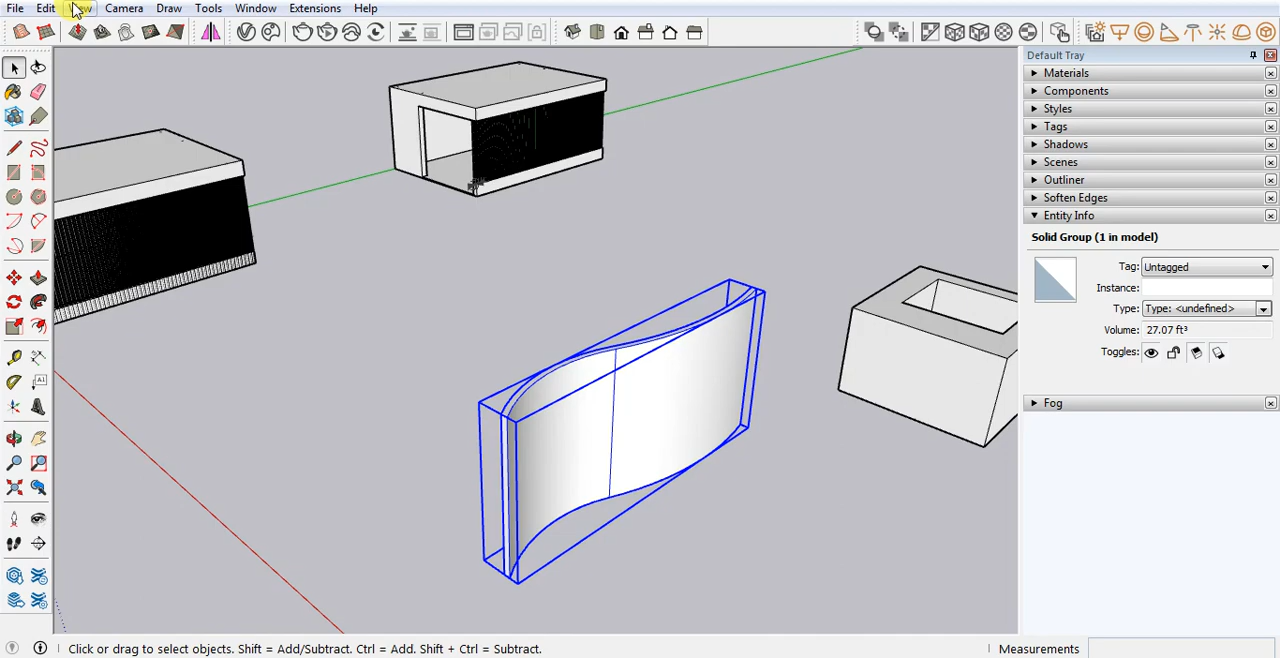 File Edit View Camera Draw Tools Window Extensions Help
Default Tray
Materials
Components
Styles
Tags
Shadows
Scenes
Outliner
Soften Edges
Entity Info
Solid Group (1 in model)
Tag: Untagged
Instance:
Type: Type: <undefined>
Volume: 27.07 ft³
Toggles:
Fog
Click or drag to select objects. Shift = Add/Subtract. Ctrl = Add. Shift + Ctrl = Subtract.
Measurements